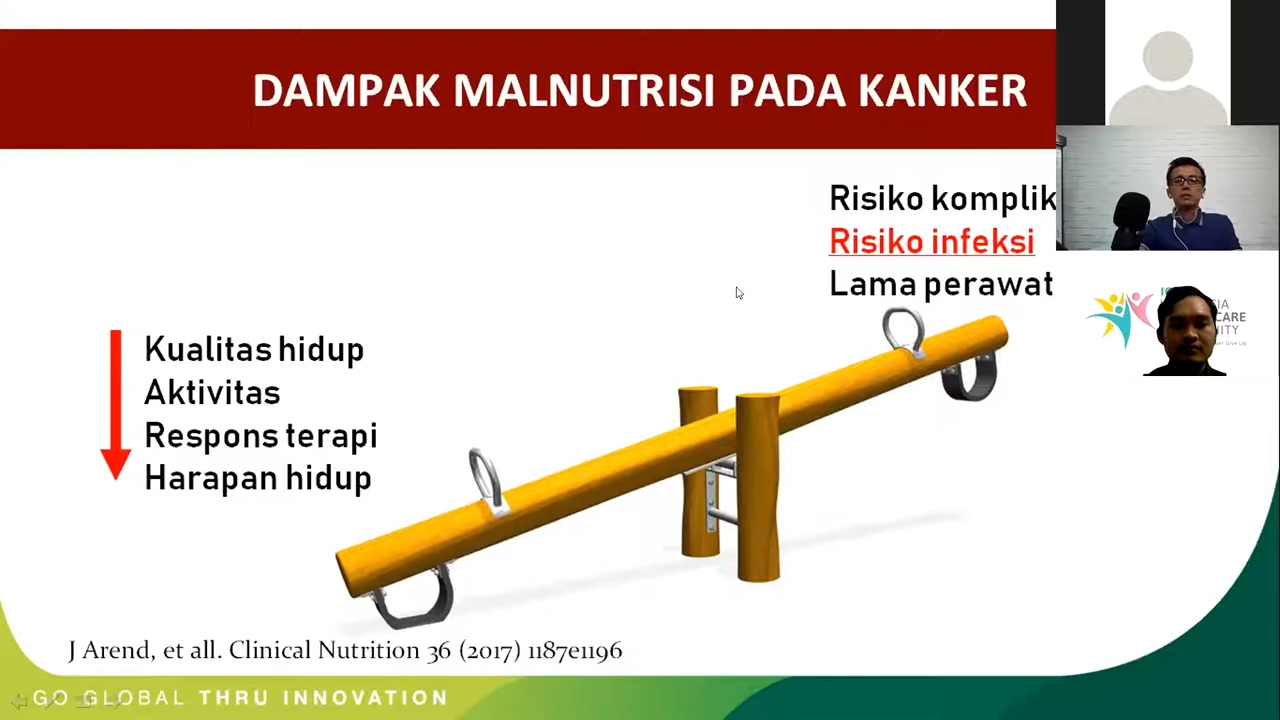 DAMPAK MALNUTRISI PADA KANKER
Risiko komplik
Risiko infeksi
Lama perawat
Kualitas hidup
Aktivitas
Respons terapi
Harapan hidup
J Arend, et all. Clinical Nutrition 36 (2017) 1187e1196
GO GLOBAL THRU INNOVATION